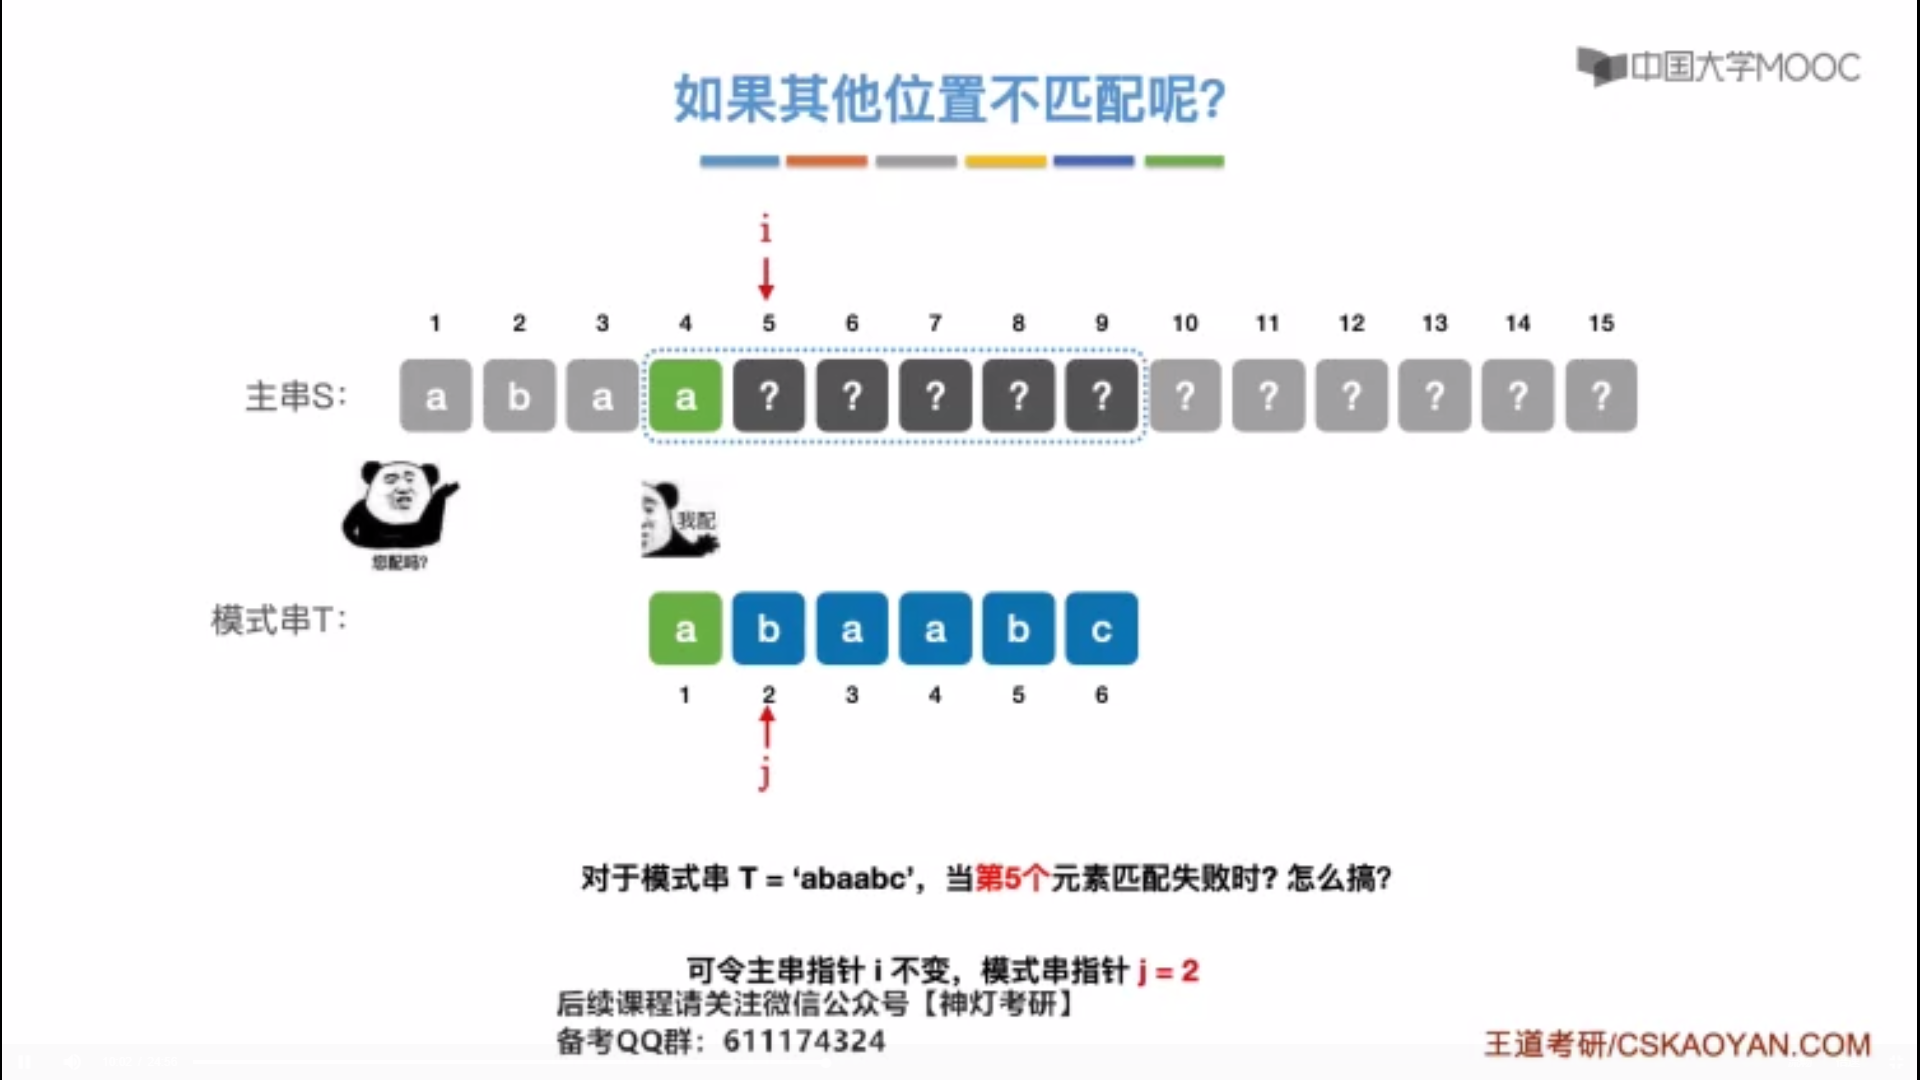 中国大学MOOC
如果其他位置不匹配呢?
i
1 2 3 4 5 6 7 8 9 10 11 12 13 14 15
主串S: a b a a ? ? ? ? ? ? ? ? ? ? ?
您配吗?
我配
模式串T: a b a a b c
1 2 3 4 5 6
j
对于模式串 T = ‘abaabc’, 当第5个元素匹配失败时? 怎么搞?
可令主串指针 i 不变, 模式串指针 j = 2
后续课程请关注微信公众号【神灯考研】
备考QQ群: 611174324
王道考研/CSKAOYAN.COM